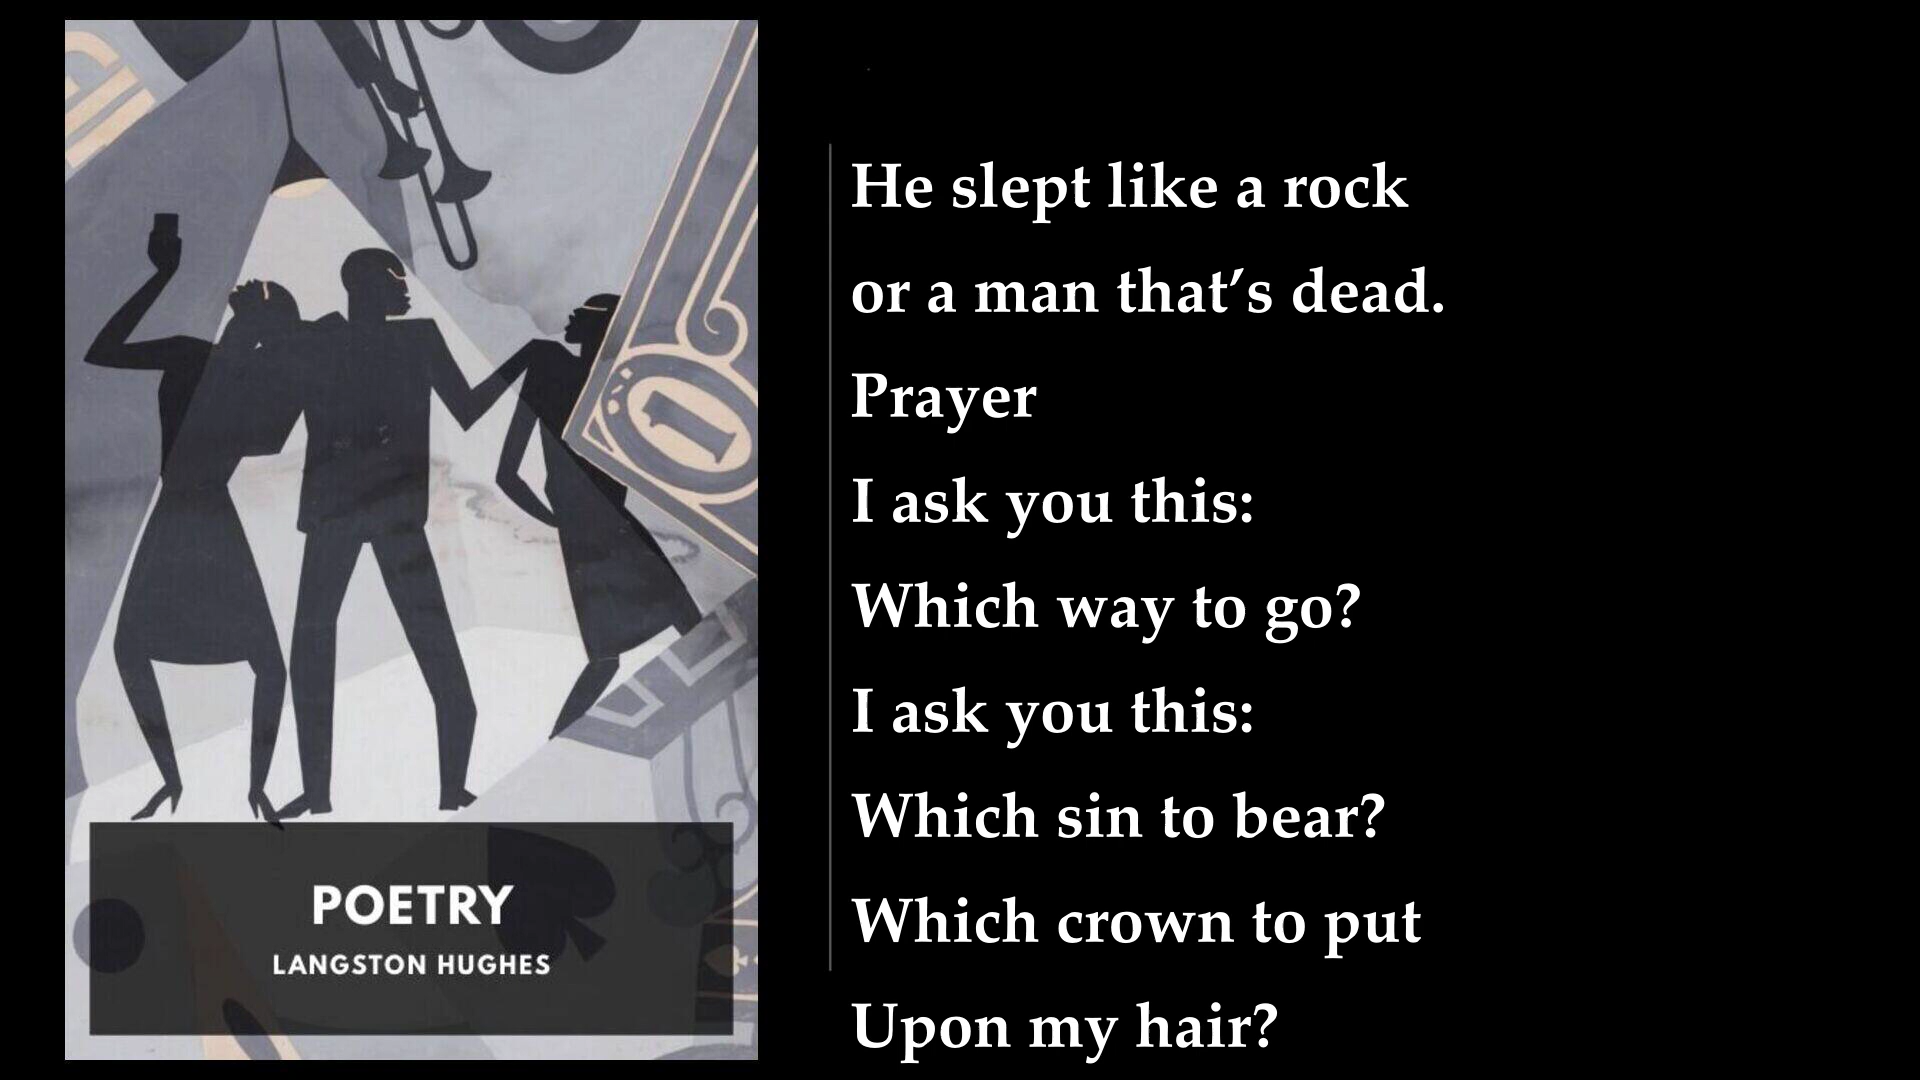 POETRY
LANGSTON HUGHES
He slept like a rock
or a man that’s dead.
Prayer
I ask you this:
Which way to go?
I ask you this:
Which sin to bear?
Which crown to put
Upon my hair?